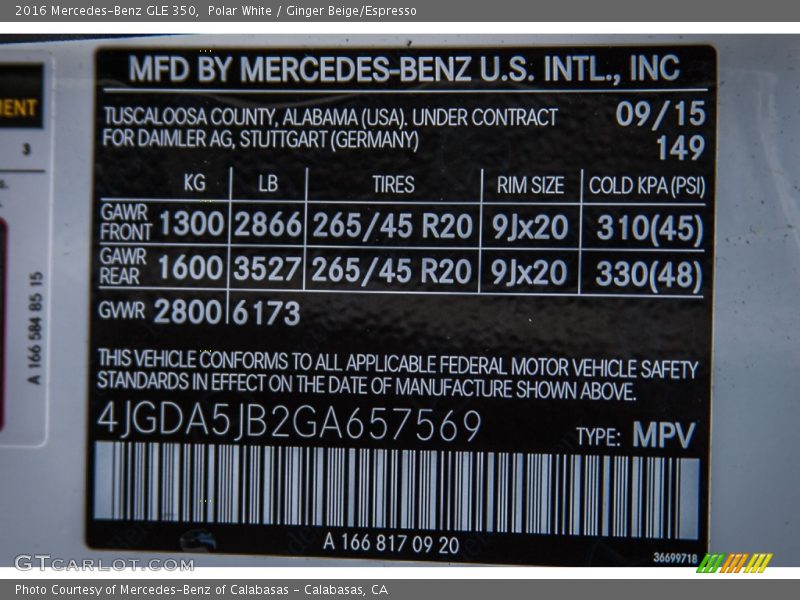 2016 Mercedes-Benz GLE 350, Polar White / Ginger Beige/Espresso
MENT
3
A 166 584 85 15
MFD BY MERCEDES-BENZ U.S. INTL., INC
TUSCALOOSA COUNTY, ALABAMA (USA). UNDER CONTRACT 09/15
FOR DAIMLER AG, STUTTGART (GERMANY) 149
KG LB TIRES RIM SIZE COLD KPA (PSI)
GAWR FRONT 1300 2866 265/45 R20 9Jx20 310(45)
GAWR REAR 1600 3527 265/45 R20 9Jx20 330(48)
GVWR 2800 6173
THIS VEHICLE CONFORMS TO ALL APPLICABLE FEDERAL MOTOR VEHICLE SAFETY
STANDARDS IN EFFECT ON THE DATE OF MANUFACTURE SHOWN ABOVE.
4JGDA5JB2GA657569 TYPE: MPV
A 166 817 09 20
36699718
GTCARLOT.COM
Photo Courtesy of Mercedes-Benz of Calabasas - Calabasas, CA